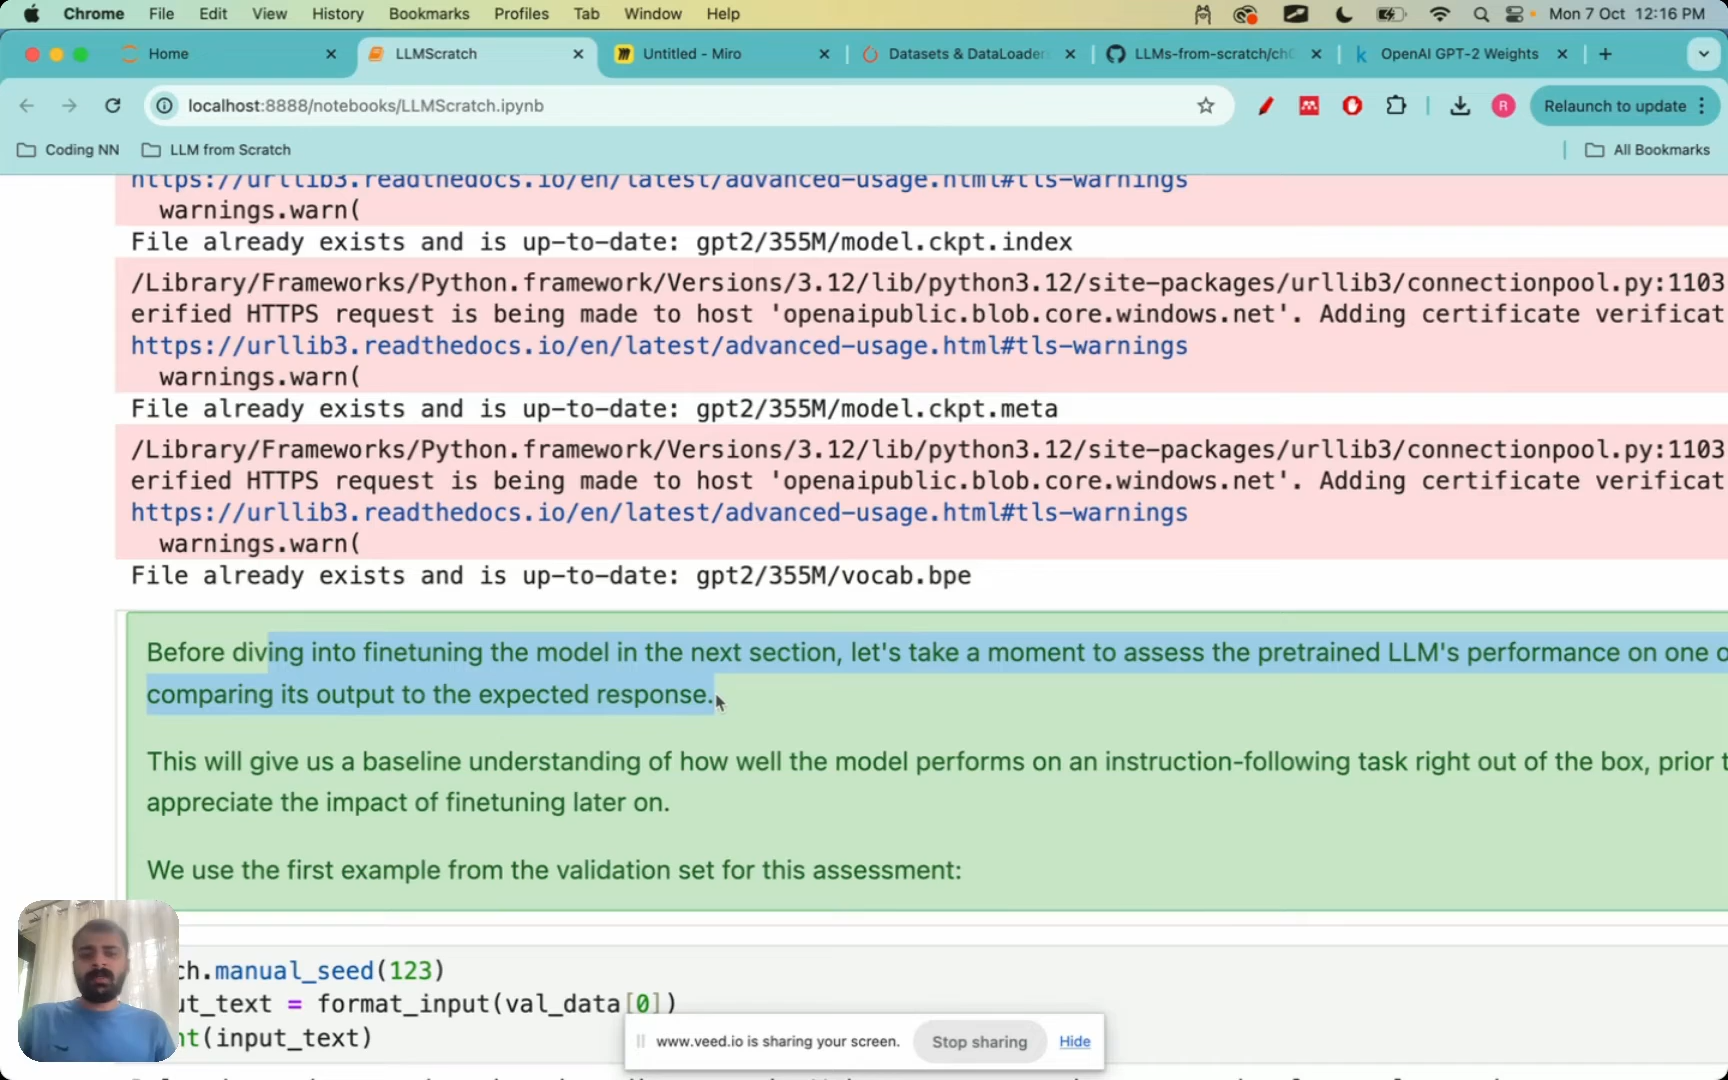 Chrome File Edit View History Bookmarks Profiles Tab Window Help Mon 7 Oct 12:16 PM
Home LLMScratch Untitled - Miro Datasets & DataLoaders LLMs-from-scratch/ch0 OpenAI GPT-2 Weights
localhost:8888/notebooks/LLMScratch.ipynb R Relaunch to update
Coding NN LLM from Scratch All Bookmarks
https://urllib3.readthedocs.io/en/latest/advanced-usage.html#tls-warnings
warnings.warn(
File already exists and is up-to-date: gpt2/355M/model.ckpt.index
/Library/Frameworks/Python.framework/Versions/3.12/lib/python3.12/site-packages/urllib3/connectionpool.py:1103
erified HTTPS request is being made to host 'openaipublic.blob.core.windows.net'. Adding certificate verificat
https://urllib3.readthedocs.io/en/latest/advanced-usage.html#tls-warnings
warnings.warn(
File already exists and is up-to-date: gpt2/355M/model.ckpt.meta
/Library/Frameworks/Python.framework/Versions/3.12/lib/python3.12/site-packages/urllib3/connectionpool.py:1103
erified HTTPS request is being made to host 'openaipublic.blob.core.windows.net'. Adding certificate verificat
https://urllib3.readthedocs.io/en/latest/advanced-usage.html#tls-warnings
warnings.warn(
File already exists and is up-to-date: gpt2/355M/vocab.bpe
Before diving into finetuning the model in the next section, let's take a moment to assess the pretrained LLM's performance on one
comparing its output to the expected response.
This will give us a baseline understanding of how well the model performs on an instruction-following task right out of the box, prior
appreciate the impact of finetuning later on.
We use the first example from the validation set for this assessment:
ch.manual_seed(123)
ut_text = format_input(val_data[0])
nt(input_text)
www.veed.io is sharing your screen. Stop sharing Hide